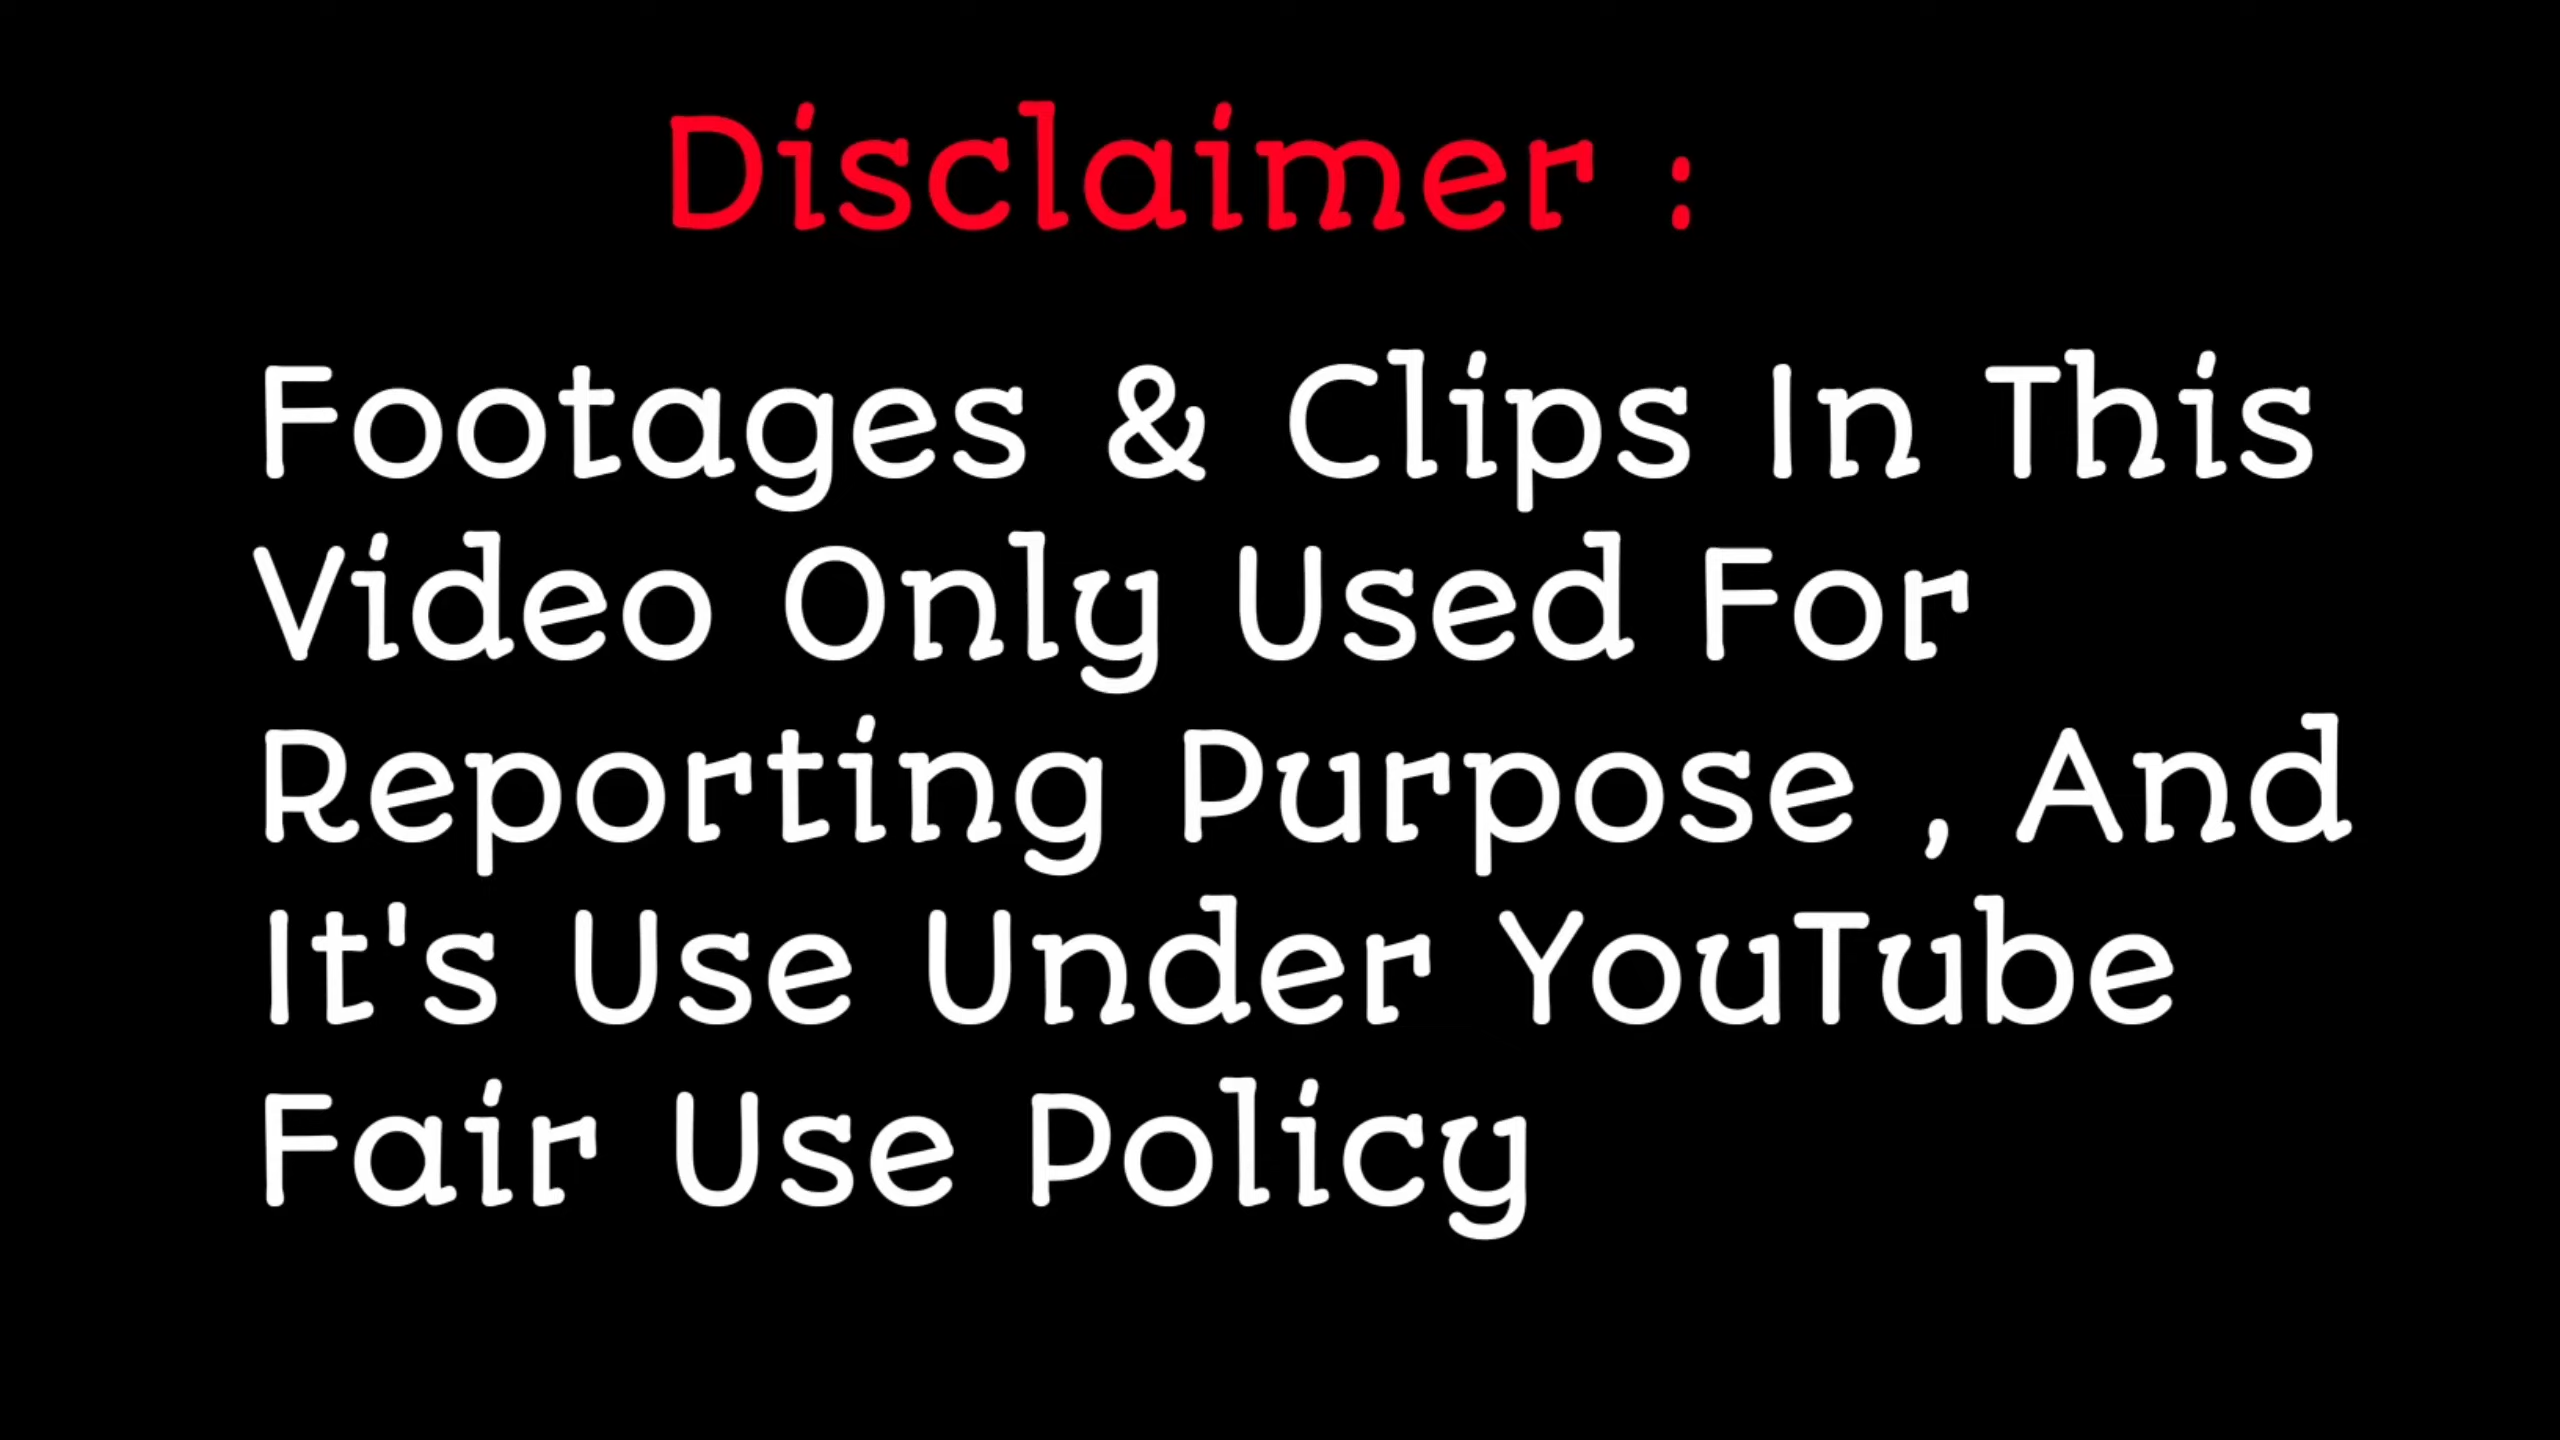 Disclaimer :
Footages & Clips In This
Video Only Used For
Reporting Purpose , And
It's Use Under YouTube
Fair Use Policy